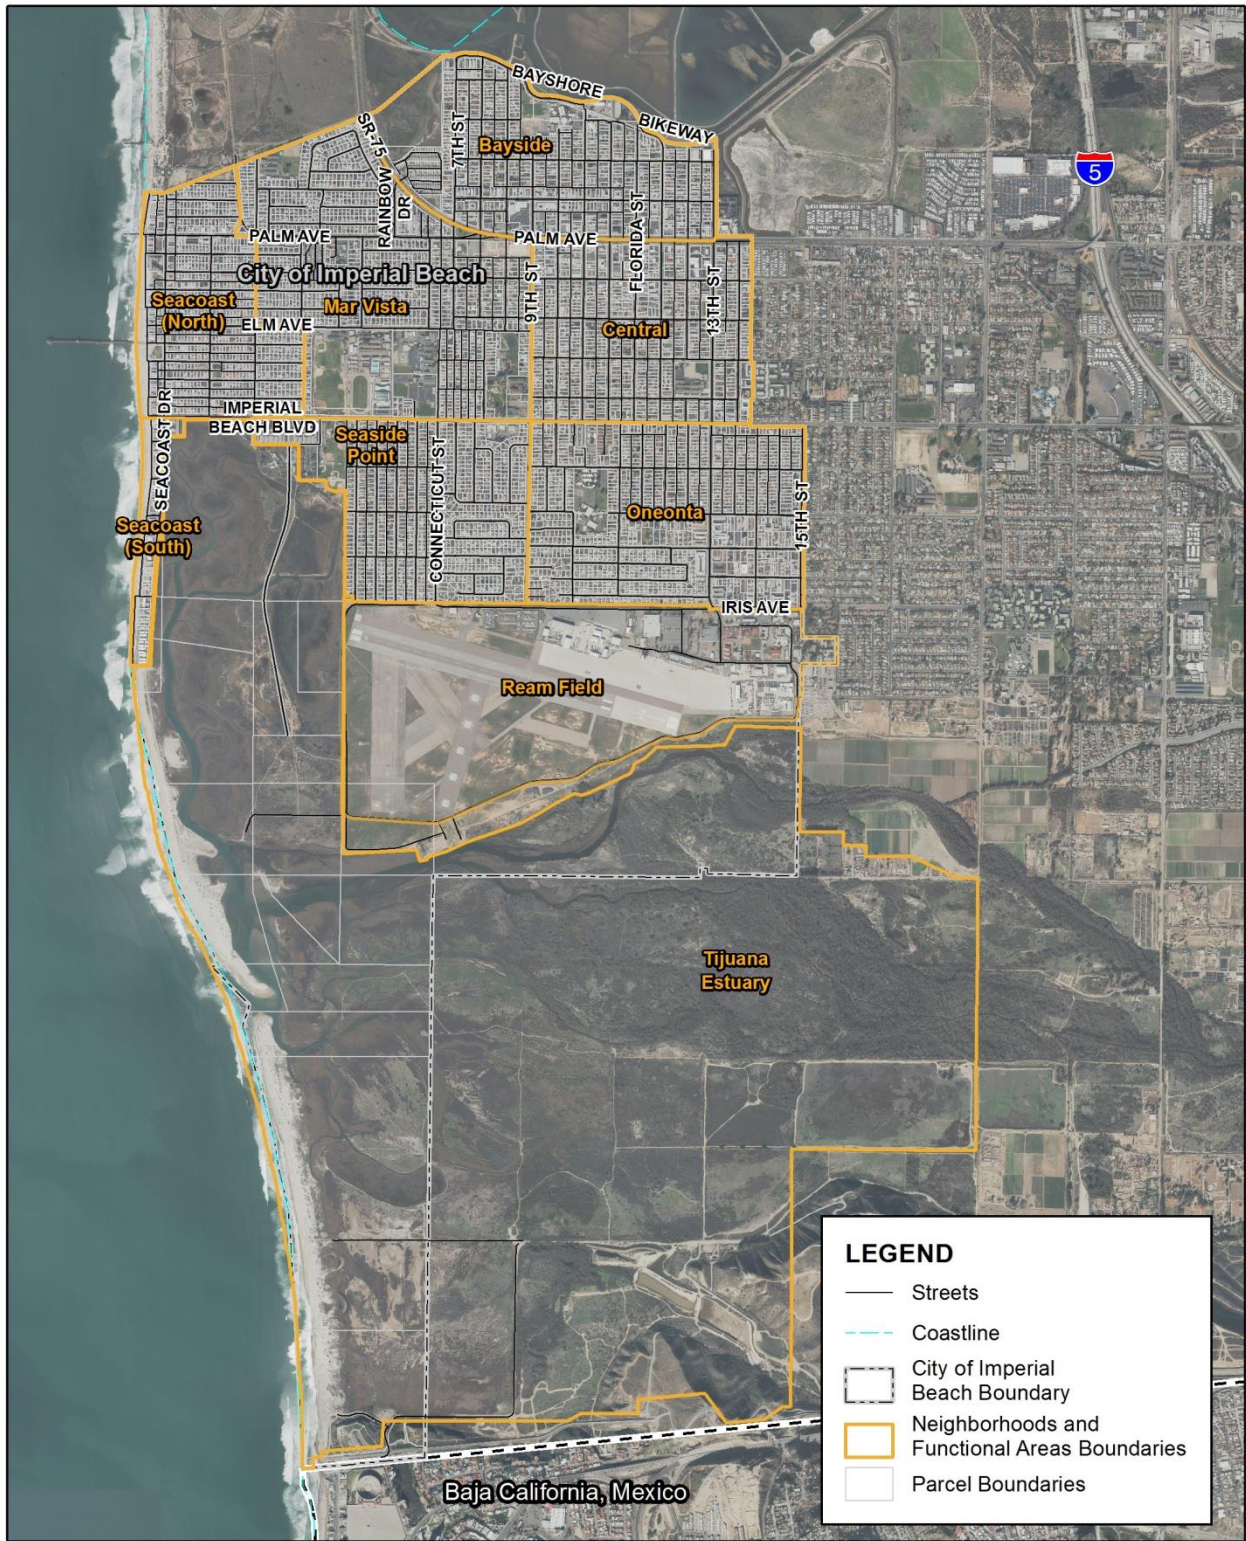 BAYSHORE
BIKEWAY
SR-75
7TH ST
Bayside
5
RAINBOW
DR
PALM AVE
PALM AVE
FLORIDA ST
City of Imperial Beach
9TH ST
13TH ST
Seacoast
(North)
Mar Vista
ELM AVE
Central
SEACOAST DR
IMPERIAL
BEACH BLVD
Seaside
Point
CONNECTICUT ST
Oneonta
15TH ST
Seacoast
(South)
IRIS AVE
Ream Field
Tijuana
Estuary
LEGEND
Streets
Coastline
City of Imperial
Beach Boundary
Neighborhoods and
Functional Areas Boundaries
Parcel Boundaries
Baja California, Mexico